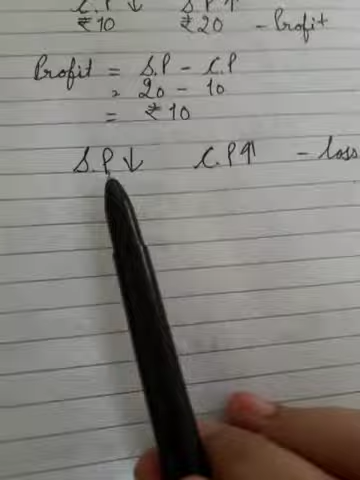 C.P ↓ S.P ↑
₹10 ₹20 - Profit
Profit = S.P - C.P
= 20 - 10
= ₹10
S.P ↓ C.P ↑ - loss